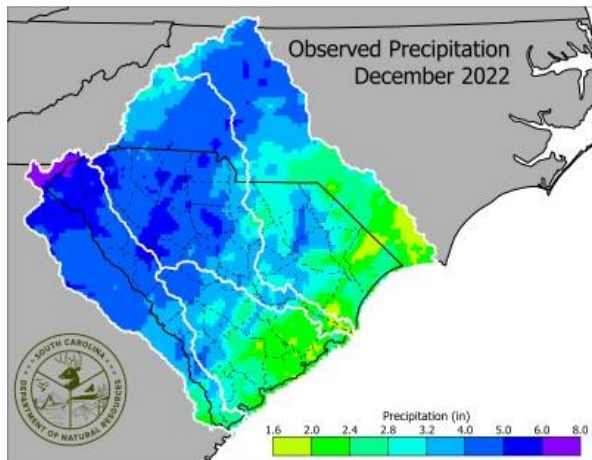 Observed Precipitation
December 2022
SOUTH CAROLINA
DEPARTMENT OF NATURAL RESOURCES
Precipitation (in)
1.6 2.0 2.4 2.8 3.2 4.0 5.0 6.0 8.0